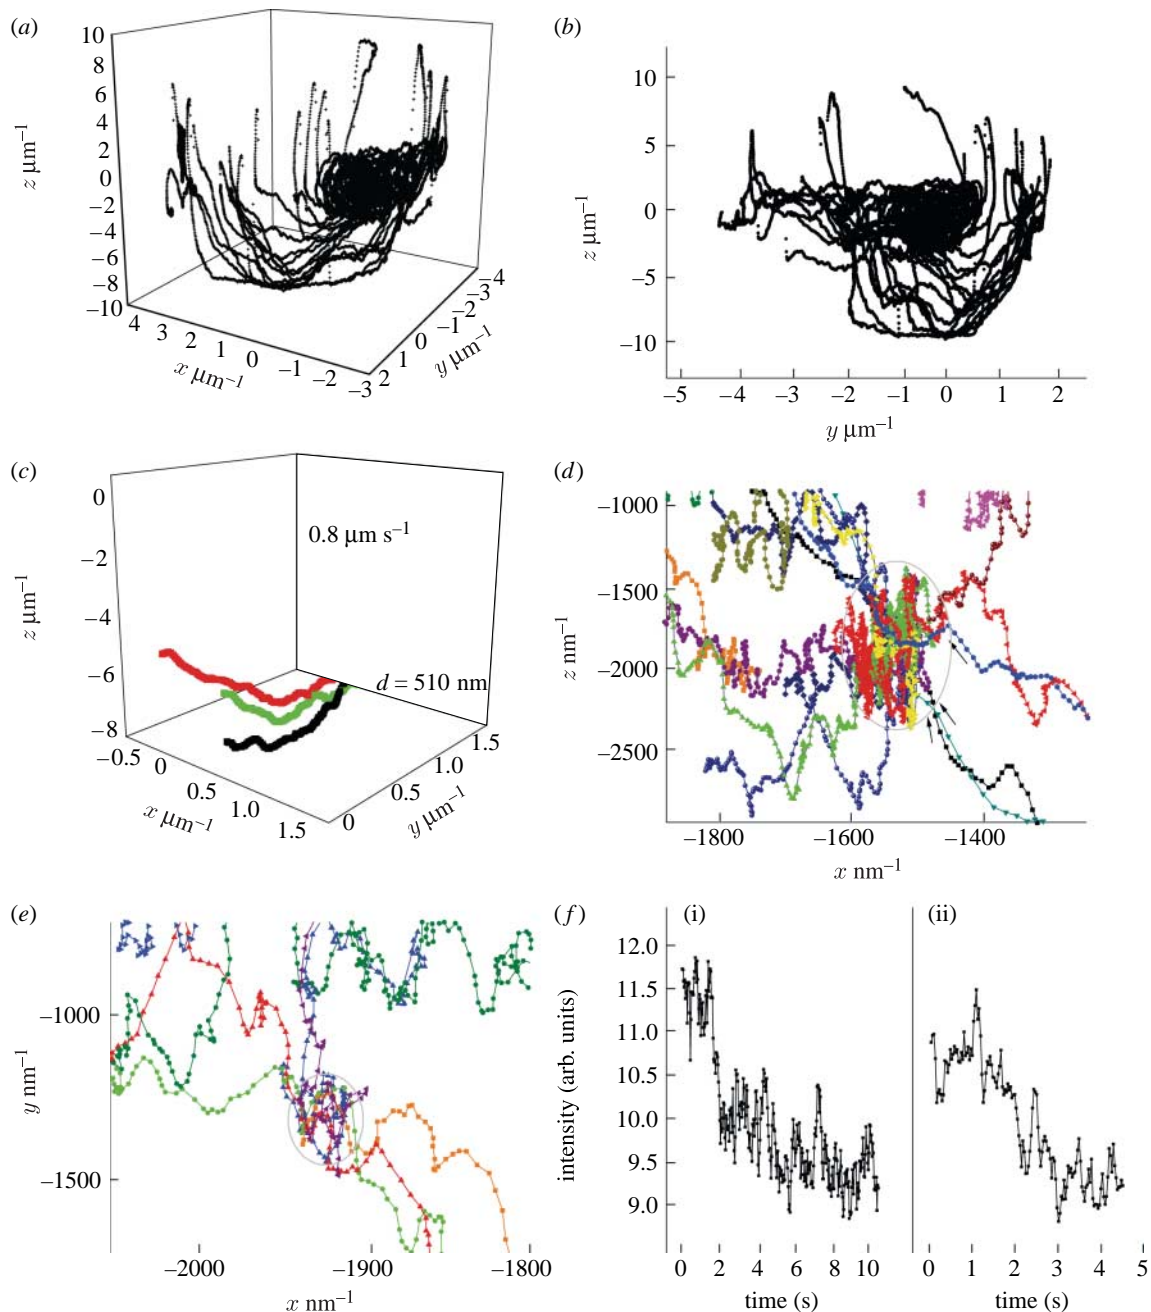 (a)
10
8
6
4
2
0
−2
−4
−6
−8
−10
z μm⁻¹
4 3 2 1 0 −1 −2 −3
x μm⁻¹
2 1 0 −1 −2 −3 −4
y μm⁻¹
(b)
10
5
0
−5
−10
z μm⁻¹
−5 −4 −3 −2 −1 0 1 2
y μm⁻¹
(c)
0
−2
−4
−6
−8
z μm⁻¹
0.8 μm s⁻¹
d = 510 nm
−0.5 0 0.5 1.0 1.5
x μm⁻¹
0 0.5 1.0 1.5
y μm⁻¹
(d)
−1000
−1500
−2000
−2500
z nm⁻¹
−1800 −1600 −1400
x nm⁻¹
(e)
−1000
−1500
y nm⁻¹
−2000 −1900 −1800
x nm⁻¹
(f)
(i)
(ii)
12.0
11.5
11.0
10.5
10.0
9.5
9.0
intensity (arb. units)
0 2 4 6 8 10
time (s)
0 1 2 3 4 5
time (s)